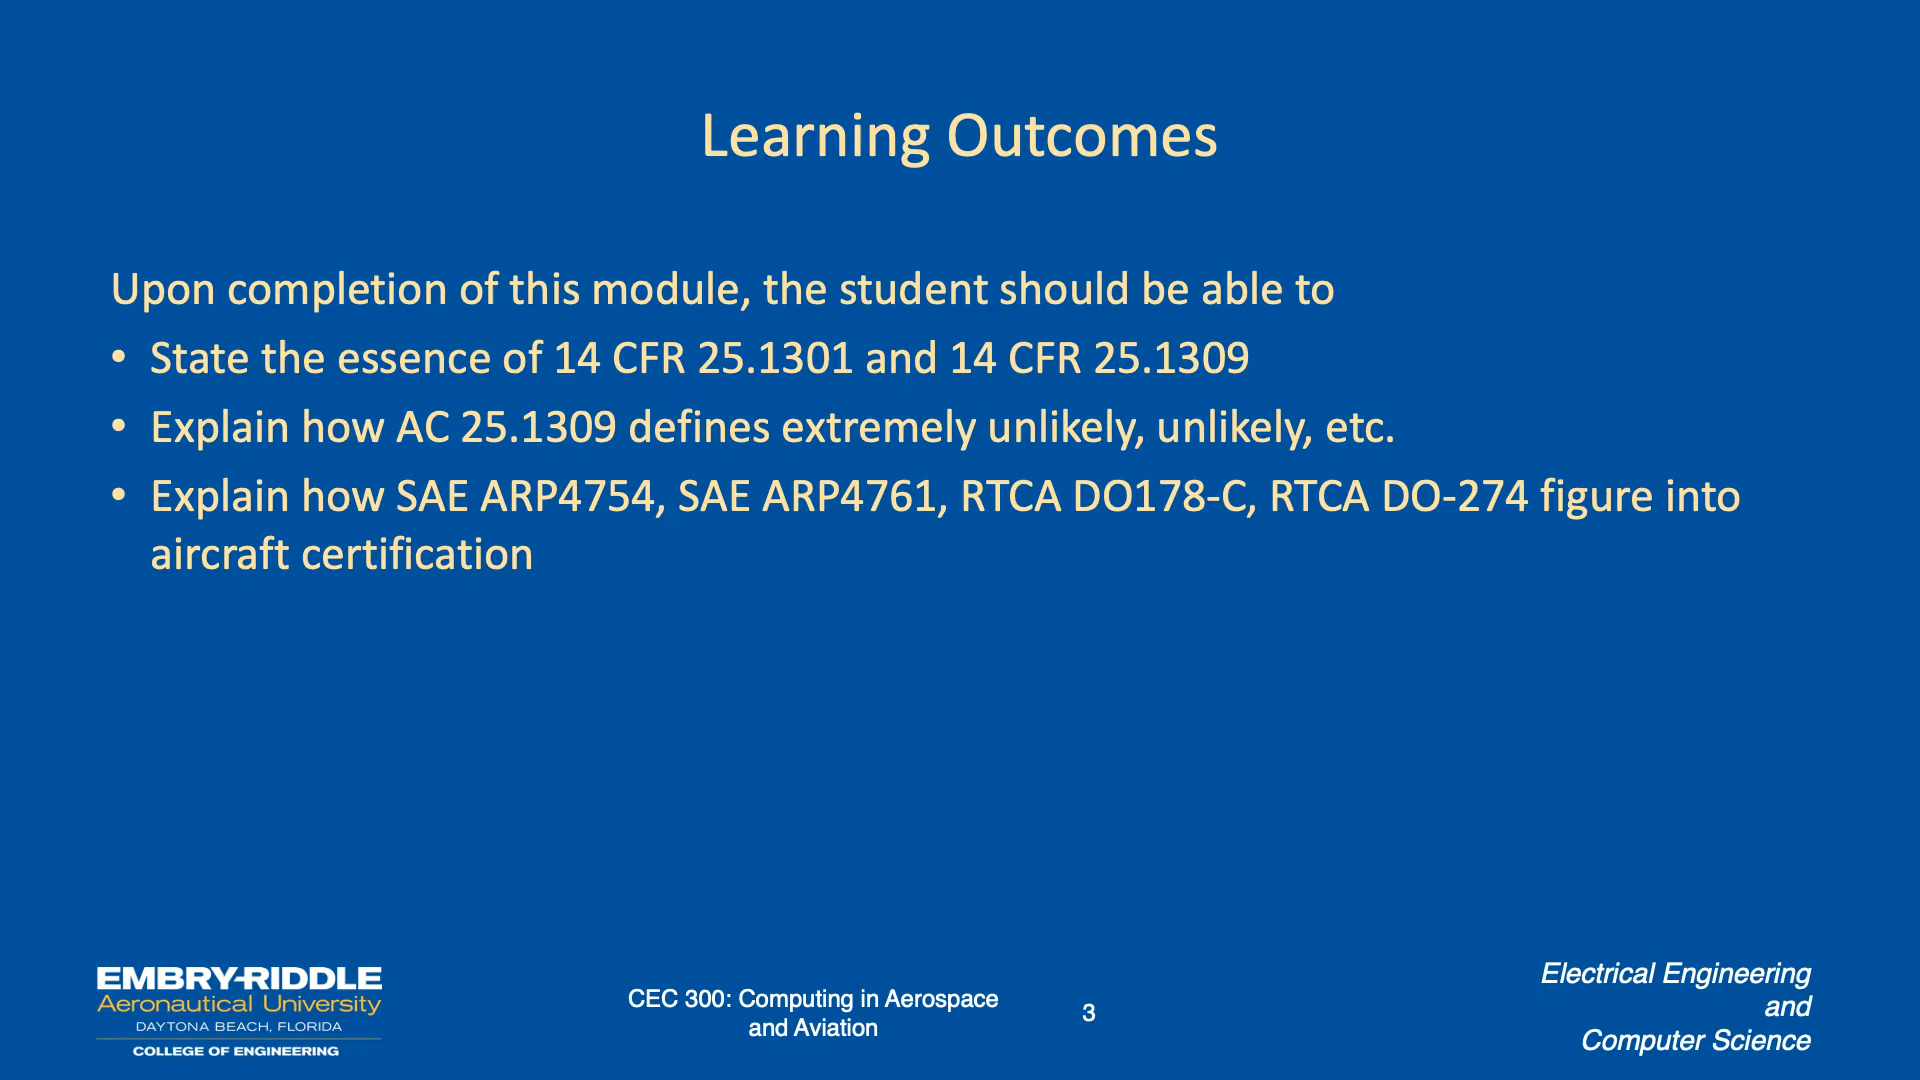 Learning Outcomes
Upon completion of this module, the student should be able to
• State the essence of 14 CFR 25.1301 and 14 CFR 25.1309
• Explain how AC 25.1309 defines extremely unlikely, unlikely, etc.
• Explain how SAE ARP4754, SAE ARP4761, RTCA DO178-C, RTCA DO-274 figure into
aircraft certification
EMBRY-RIDDLE
Aeronautical University
DAYTONA BEACH, FLORIDA
COLLEGE OF ENGINEERING
CEC 300: Computing in Aerospace
and Aviation
3
Electrical Engineering
and
Computer Science